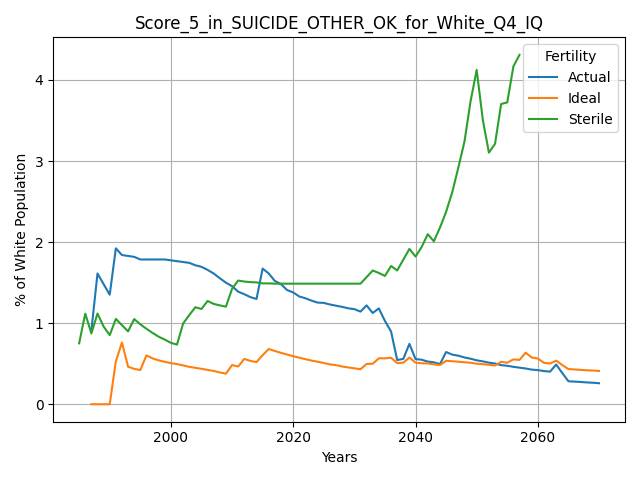 Score_5_in_SUICIDE_OTHER_OK_for_White_Q4_IQ
% of White Population
4
3
2
1
0
Fertility
Actual
Ideal
Sterile
2000 2020 2040 2060
Years